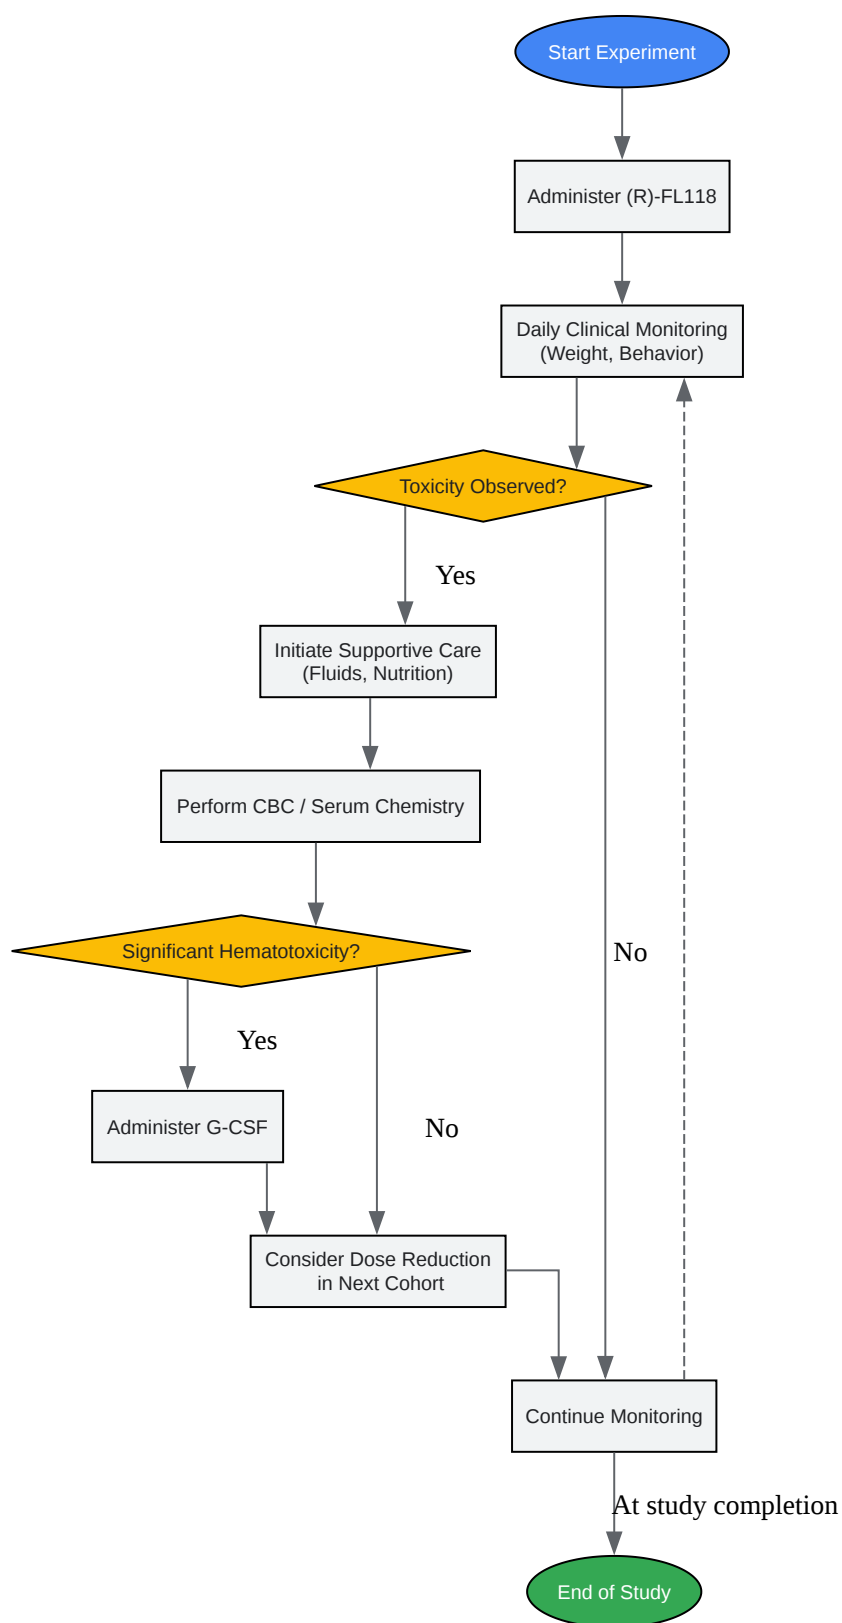 Start Experiment
Administer (R)-FL118
Daily Clinical Monitoring
(Weight, Behavior)
Toxicity Observed?
Yes
Initiate Supportive Care
(Fluids, Nutrition)
Perform CBC / Serum Chemistry
Significant Hematotoxicity?
No
Yes
Administer G-CSF
No
Consider Dose Reduction
in Next Cohort
Continue Monitoring
At study completion
End of Study